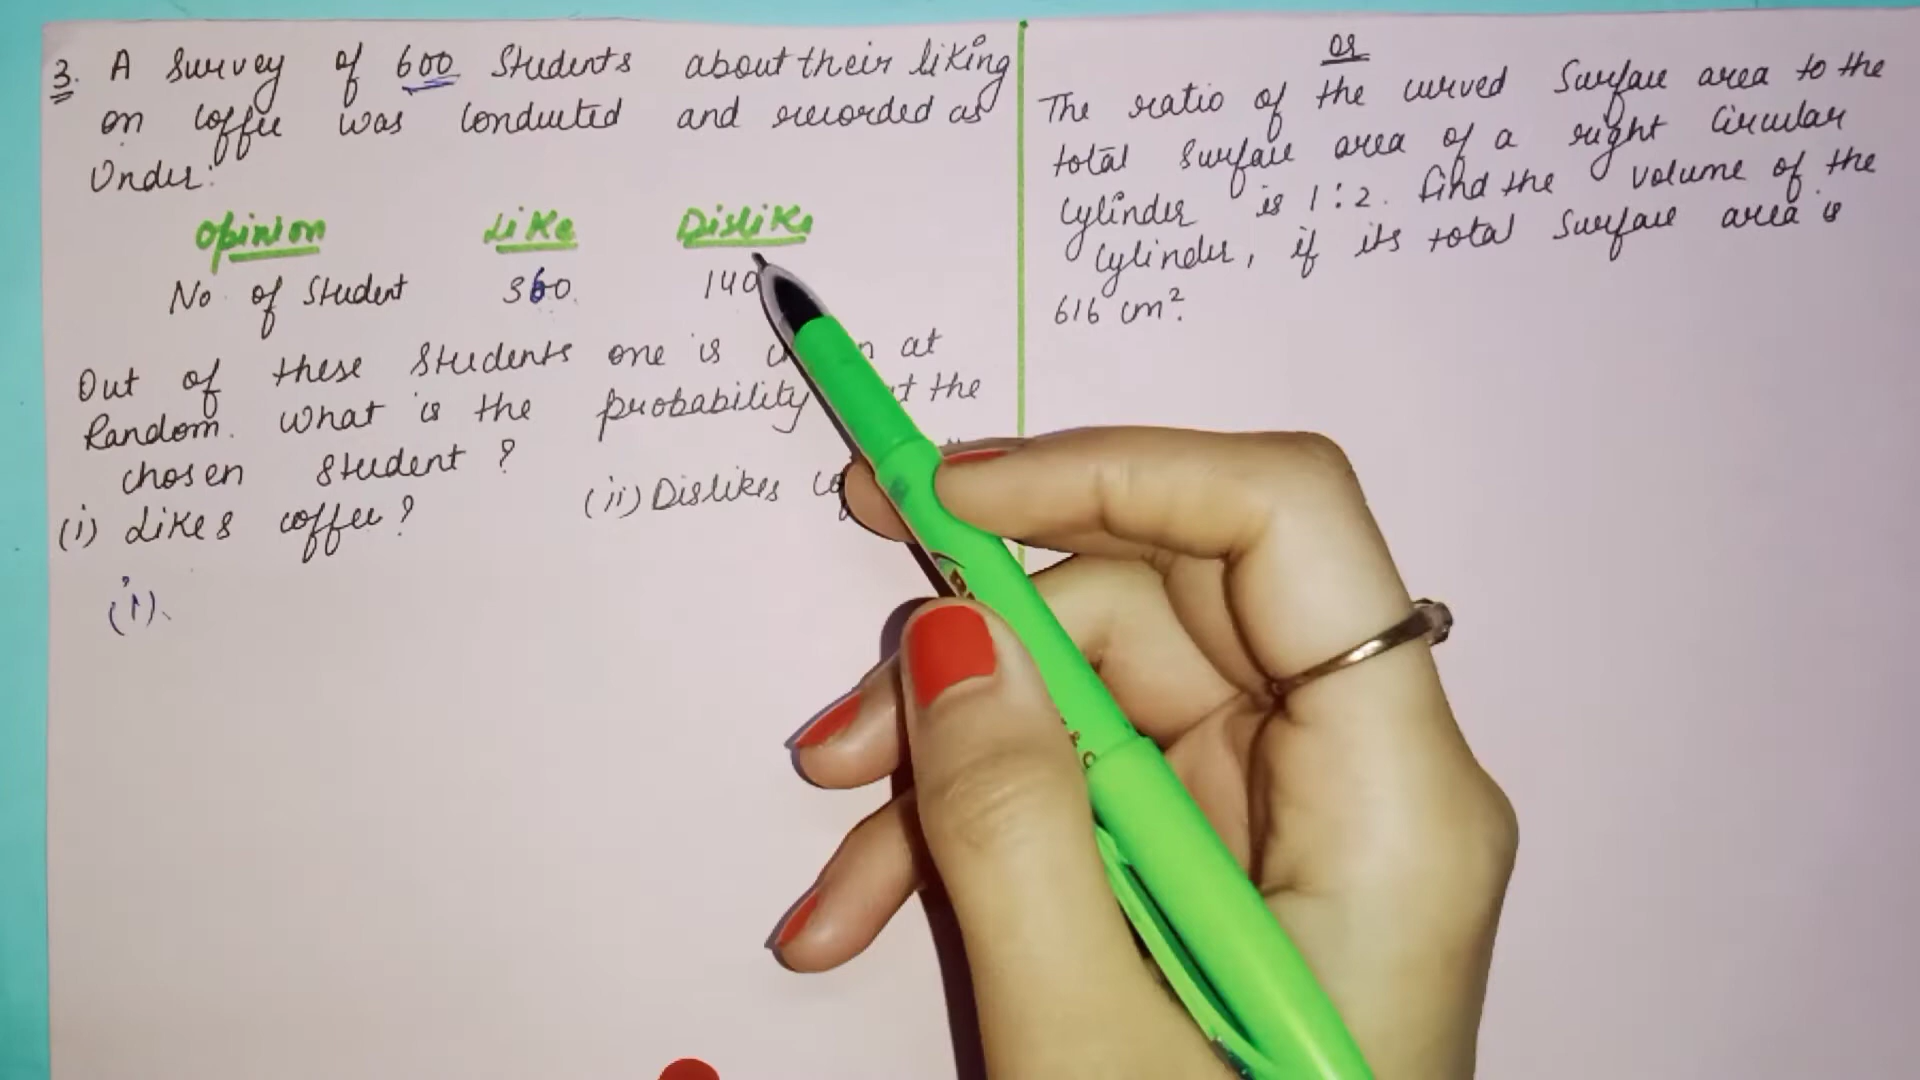 3. A Survey of 600 Students about their liking
on coffee was conducted and recorded as
Under:
Opinion Like Dislike
No. of Student 360 140
Out of these Students one is at
Random. What is the probability the
chosen Student ?
(i) Likes coffee? (ii) Dislikes
(i).
or
The ratio of the curved Surface area to the
total Surface area of a right Circular
Cylinder is 1:2. find the volume of the
Cylinder, if its total Surface area is
616 cm².